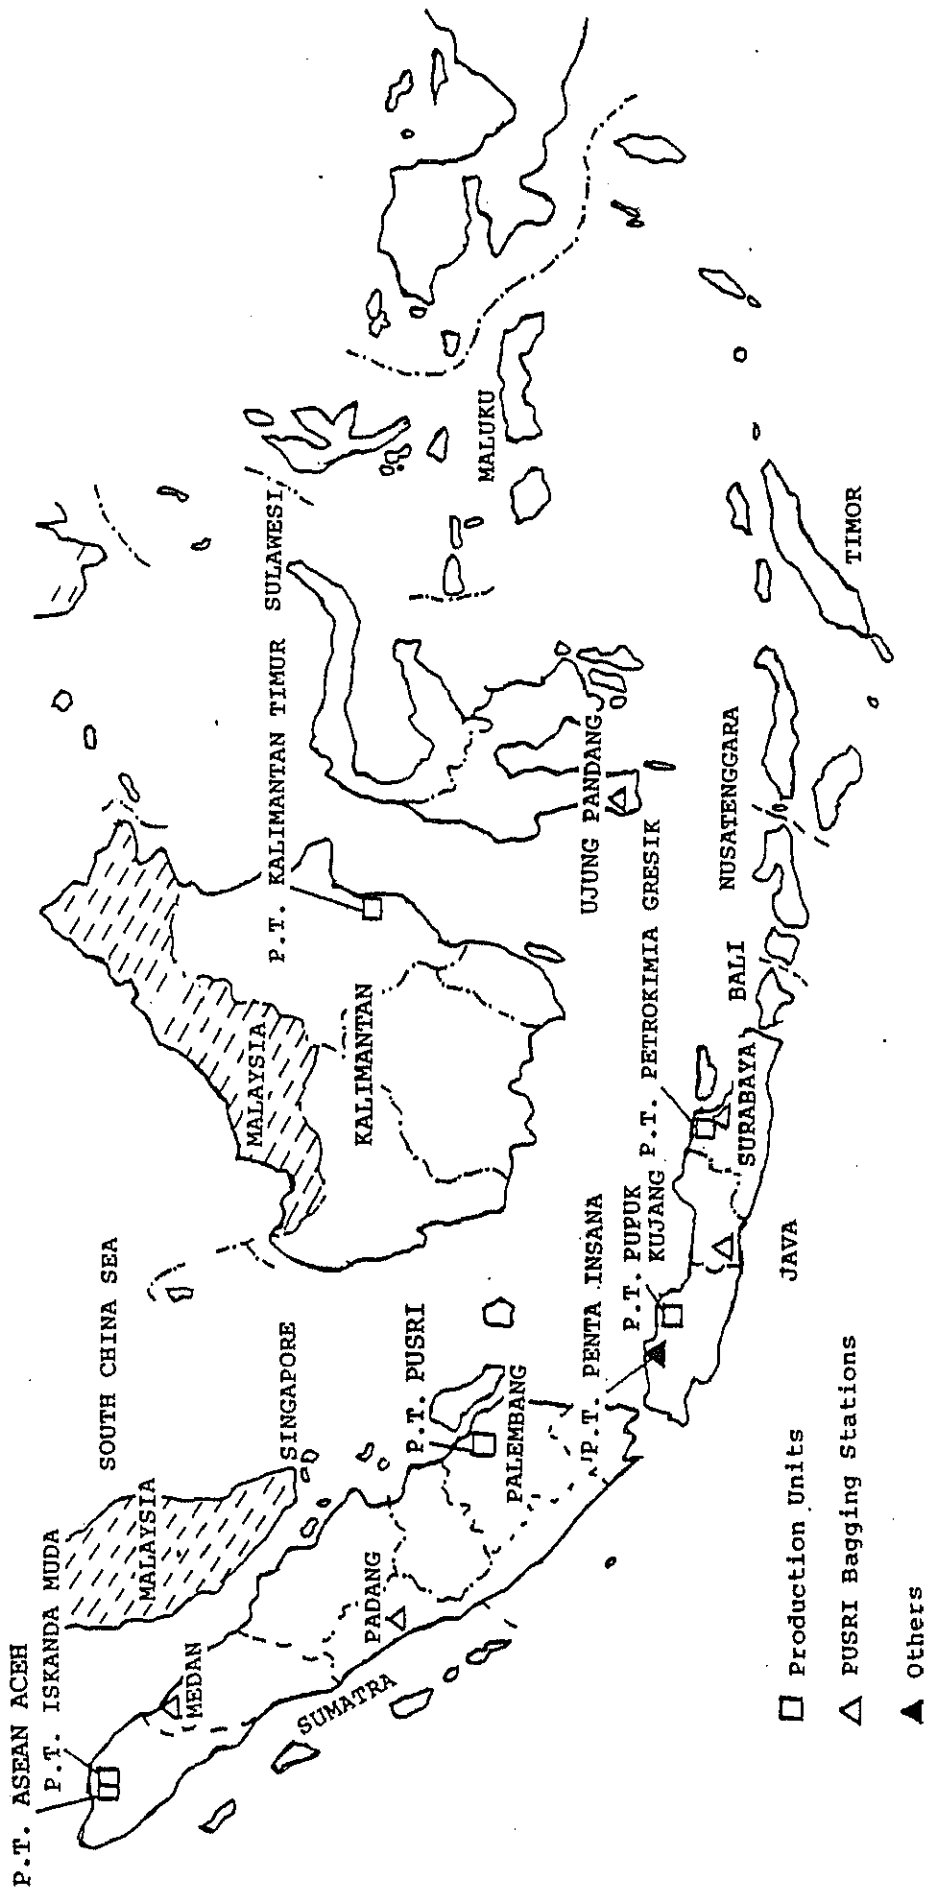 P.T. ASEAN ACEH
P.T. ISKANDA MUDA
MALAYSIA
SOUTH CHINA SEA
SINGAPORE
MEDAN
SUMATRA
PADANG
P.T. PUSRI
PALEMBANG
MALAYSIA
KALIMANTAN
P.T. KALIMANTAN TIMUR
SULAWESI
MALUKU
UJUNG PANDANG
P.T. PENTA INSANA
P.T. PUPUK
KUJANG
P.T. PETROKIMIA GRESIK
SURABAYA
JAVA
BALI
NUSATENGGARA
TIMOR
Production Units
PUSRI Bagging Stations
Others